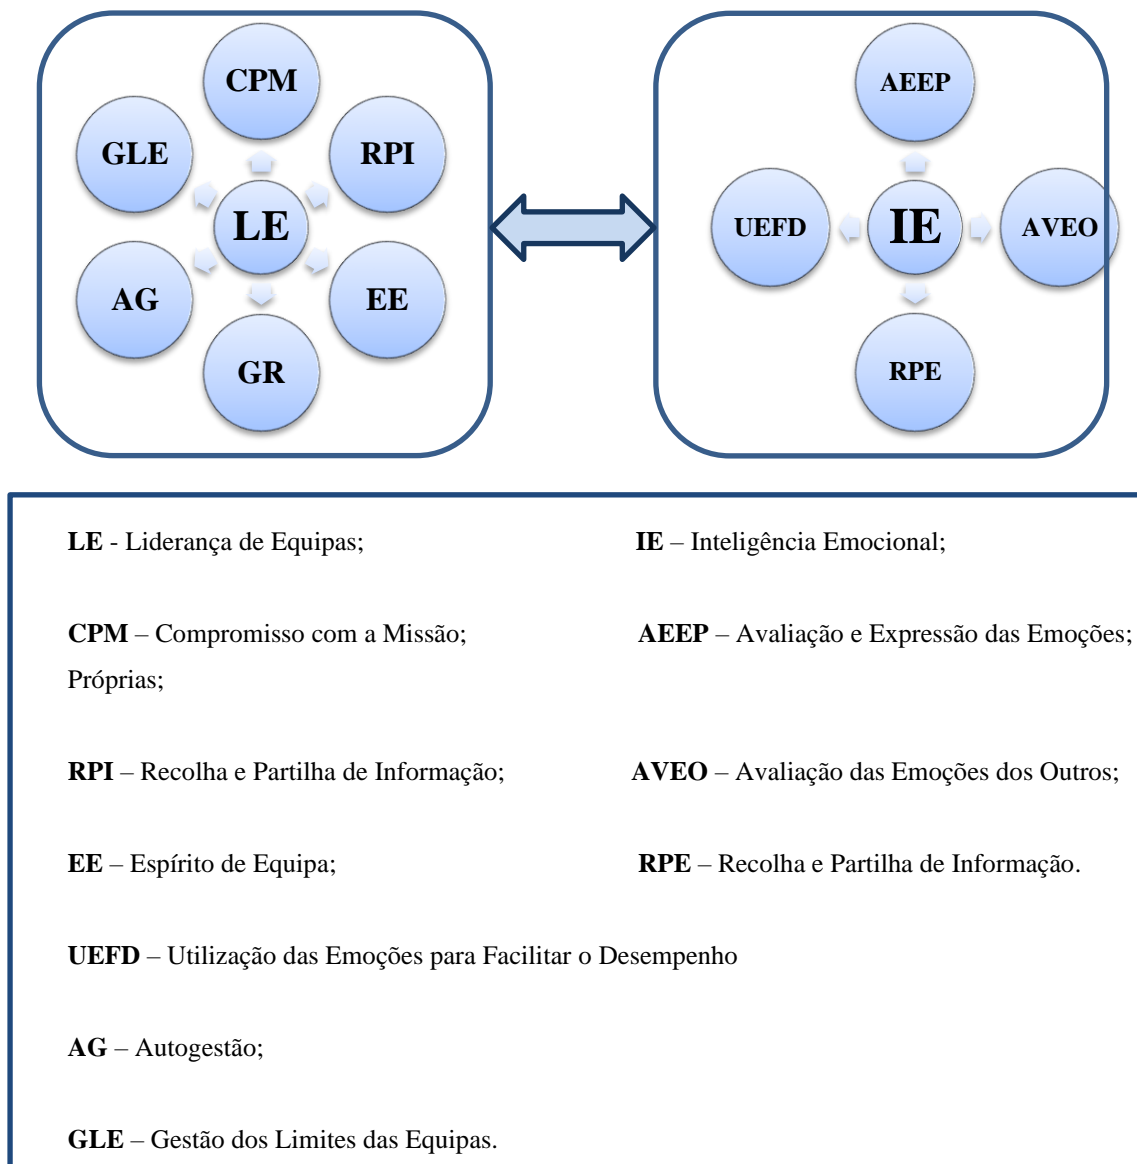 CPM
GLE
RPI
LE
AG
EE
GR
AEEP
UEFD
IE
AVEO
RPE
LE - Liderança de Equipas; IE – Inteligência Emocional;
CPM – Compromisso com a Missão; AEEP – Avaliação e Expressão das Emoções;
Próprias;
RPI – Recolha e Partilha de Informação; AVEO – Avaliação das Emoções dos Outros;
EE – Espírito de Equipa; RPE – Recolha e Partilha de Informação.
UEFD – Utilização das Emoções para Facilitar o Desempenho
AG – Autogestão;
GLE – Gestão dos Limites das Equipas.